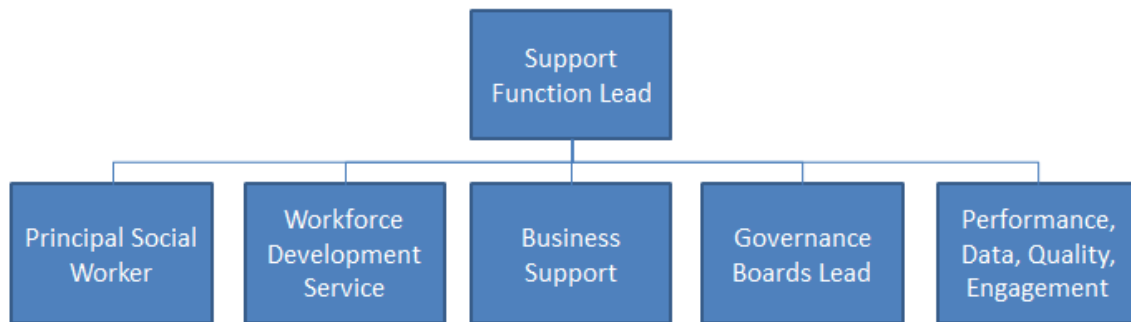 Support
Function Lead
Principal Social
Worker
Workforce
Development
Service
Business
Support
Governance
Boards Lead
Performance,
Data, Quality,
Engagement